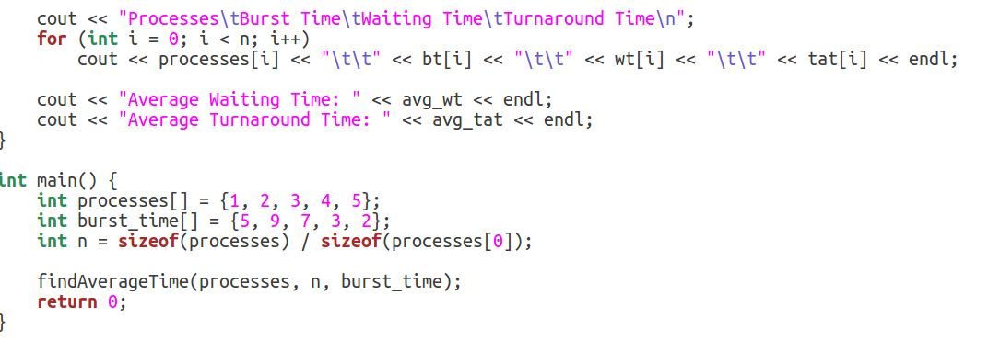 cout << "Processes\tBurst Time\tWaiting Time\tTurnaround Time\n";
    for (int i = 0; i < n; i++)
        cout << processes[i] << "\t\t" << bt[i] << "\t\t" << wt[i] << "\t\t" << tat[i] << endl;

    cout << "Average Waiting Time: " << avg_wt << endl;
    cout << "Average Turnaround Time: " << avg_tat << endl;
}

int main() {
    int processes[] = {1, 2, 3, 4, 5};
    int burst_time[] = {5, 9, 7, 3, 2};
    int n = sizeof(processes) / sizeof(processes[0]);

    findAverageTime(processes, n, burst_time);
    return 0;
}